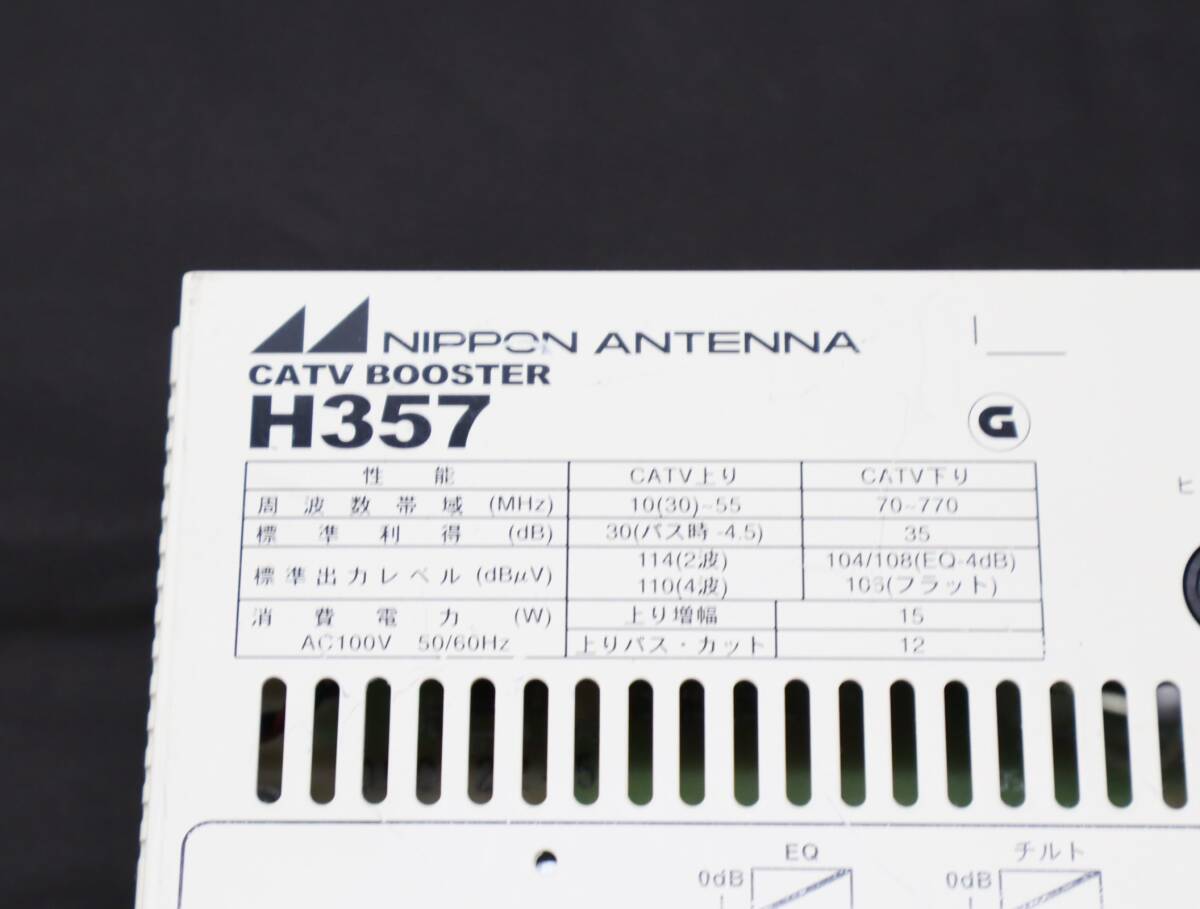 NIPPON ANTENNA
CATV BOOSTER
H357
G
性能 CATV上り CATV下り
周波数帯域 (MHz) 10(30)~55 70~770
標準利得 (dB) 30(パス時 -4.5) 35
標準出力レベル (dBμV) 114(2波) 104/108(EQ-4dB)
110(4波) 106(フラット)
消費電力 (W) 上り増幅 15
AC100V 50/60Hz 上りパス・カット 12
ヒ
EQ チルト
0dB 0dB